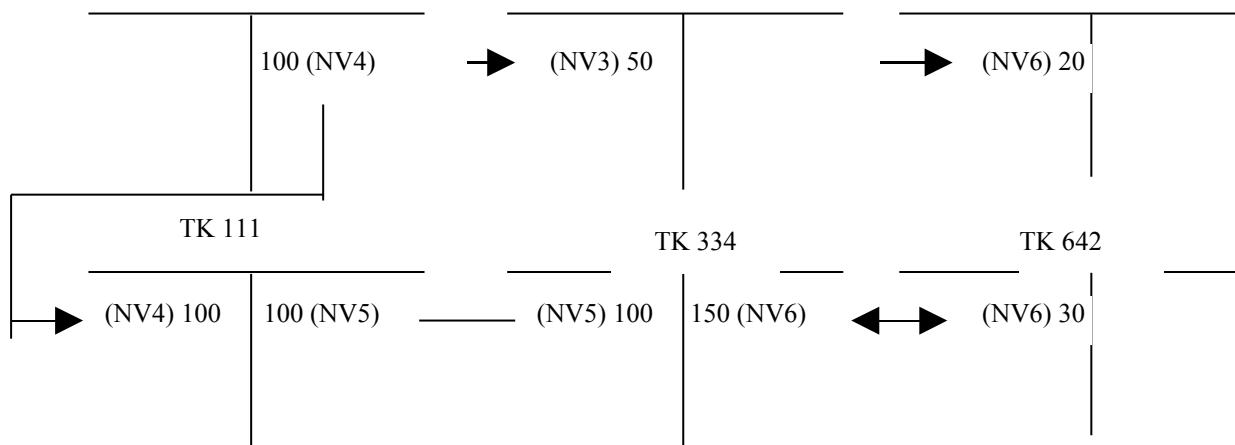 100 (NV4) (NV3) 50 (NV6) 20
TK 111 TK 334 TK 642
(NV4) 100 100 (NV5) (NV5) 100 150 (NV6) (NV6) 30